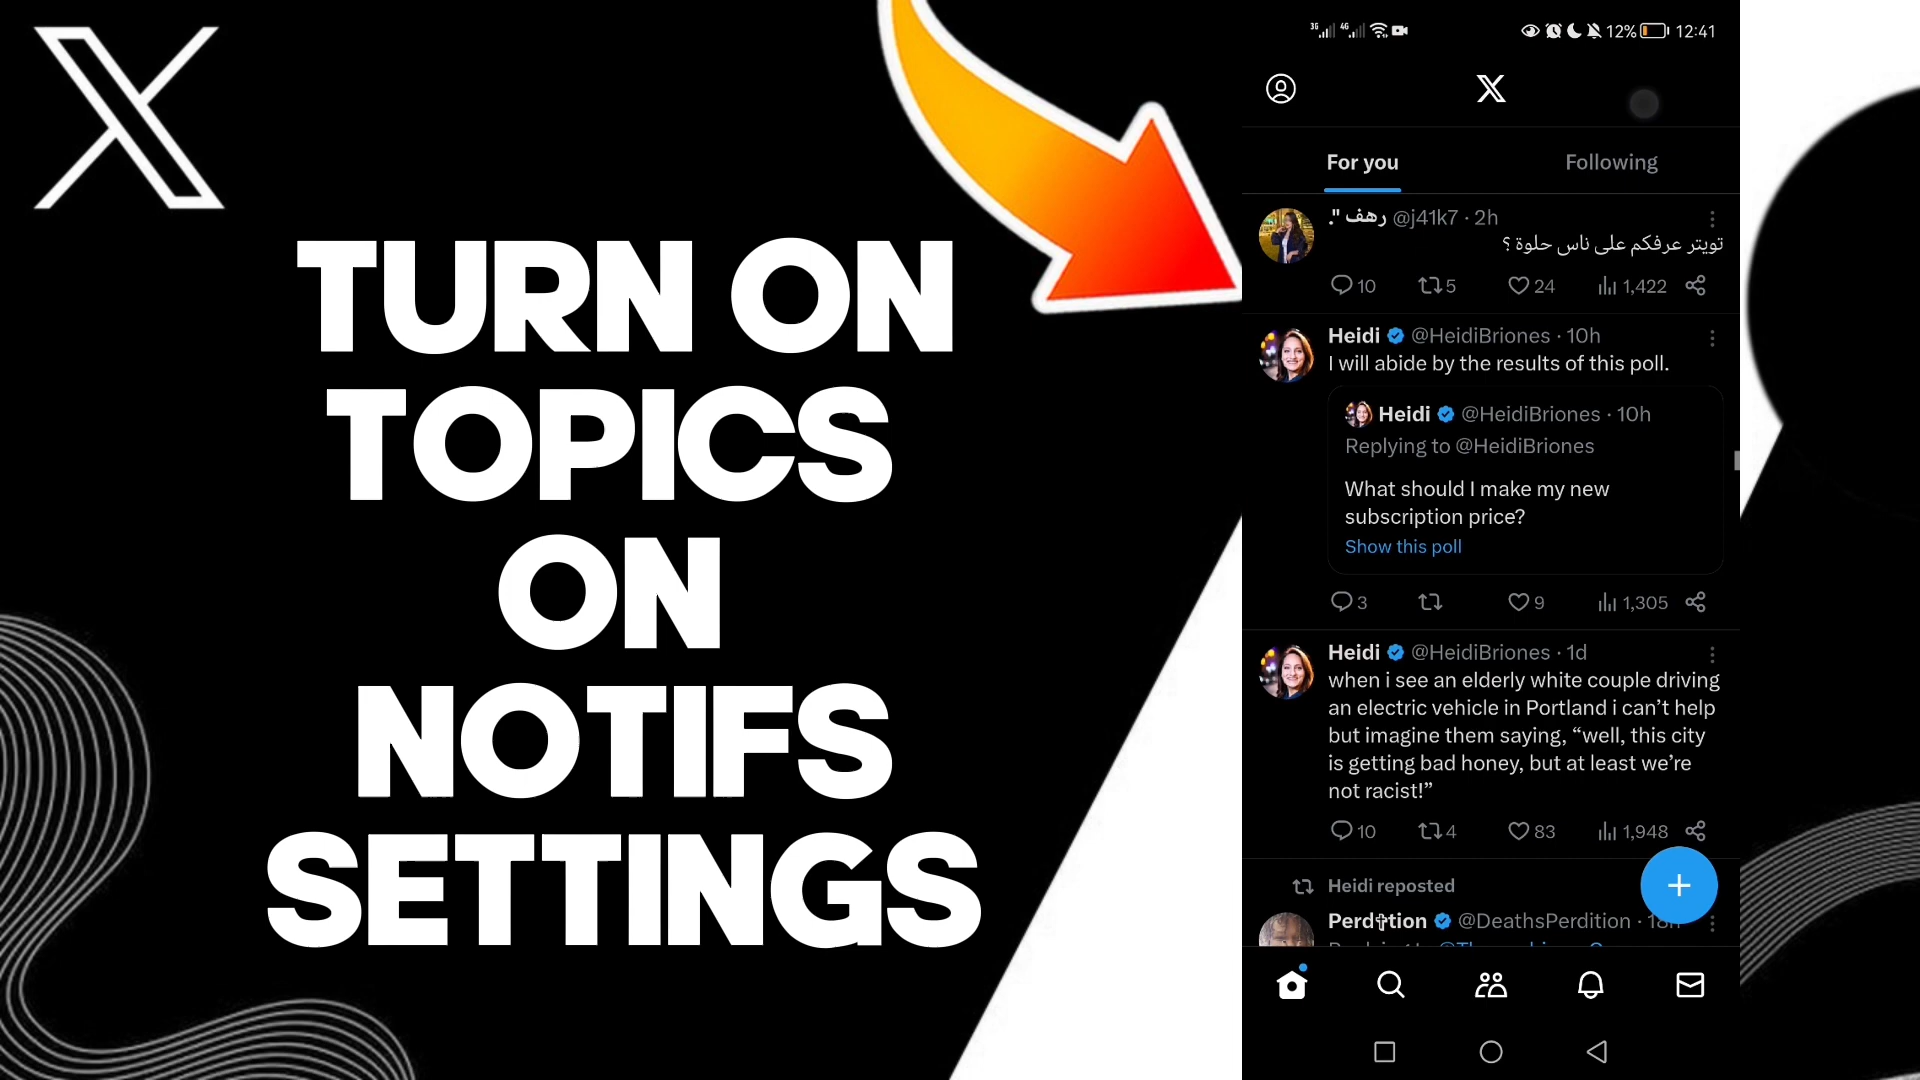 TURN ON
TOPICS
ON
NOTIFS
SETTINGS
3G 4G 12% 12:41
X
For you Following
رهف ". @j41k7 · 2h
تويتر عرفكم على ناس حلوة ؟
10 5 24 1,422
Heidi @HeidiBriones · 10h
I will abide by the results of this poll.
Heidi @HeidiBriones · 10h
Replying to @HeidiBriones
What should I make my new
subscription price?
Show this poll
3 9 1,305
Heidi @HeidiBriones · 1d
when i see an elderly white couple driving
an electric vehicle in Portland i can’t help
but imagine them saying, “well, this city
is getting bad honey, but at least we’re
not racist!”
10 4 83 1,948
Heidi reposted
Perd✞tion @DeathsPerdition · 18h